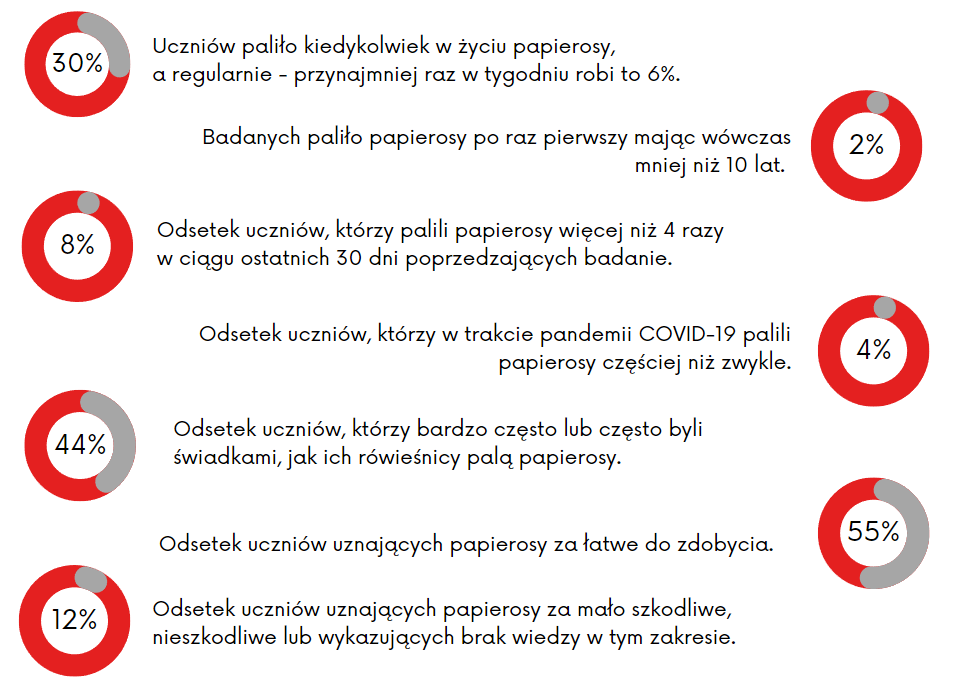 30%
Uczniów paliło kiedykolwiek w życiu papierosy,
a regularnie - przynajmniej raz w tygodniu robi to 6%.
Badanych paliło papierosy po raz pierwszy mając wówczas
mniej niż 10 lat.
2%
8%
Odsetek uczniów, którzy palili papierosy więcej niż 4 razy
w ciągu ostatnich 30 dni poprzedzających badanie.
Odsetek uczniów, którzy w trakcie pandemii COVID-19 palili
papierosy częściej niż zwykle.
4%
44%
Odsetek uczniów, którzy bardzo często lub często byli
świadkami, jak ich rówieśnicy palą papierosy.
Odsetek uczniów uznających papierosy za łatwe do zdobycia.
55%
12%
Odsetek uczniów uznających papierosy za mało szkodliwe,
nieszkodliwe lub wykazujących brak wiedzy w tym zakresie.